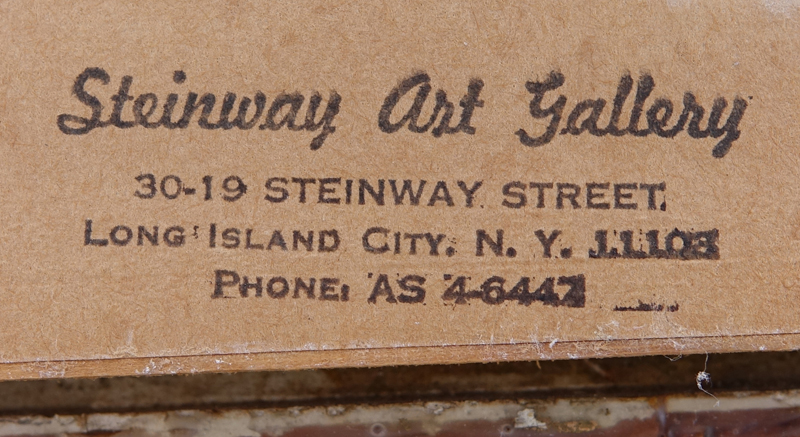 Steinway Art Gallery
30-19 STEINWAY STREET
LONG ISLAND CITY, N. Y. 11103
PHONE: AS 4-6447